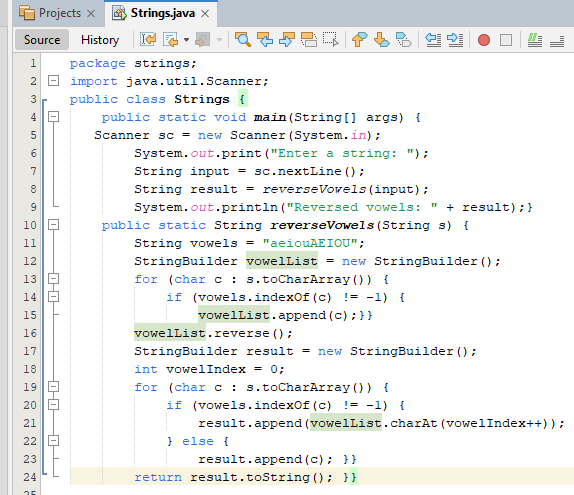 Projects × Strings.java ×
Source History
1 package strings;
2 import java.util.Scanner;
3 public class Strings {
4 public static void main(String[] args) {
5 Scanner sc = new Scanner(System.in);
6 System.out.print("Enter a string: ");
7 String input = sc.nextLine();
8 String result = reverseVowels(input);
9 System.out.println("Reversed vowels: " + result);}
10 public static String reverseVowels(String s) {
11 String vowels = "aeiouAEIOU";
12 StringBuilder vowelList = new StringBuilder();
13 for (char c : s.toCharArray()) {
14 if (vowels.indexOf(c) != -1) {
15 vowelList.append(c);}}
16 vowelList.reverse();
17 StringBuilder result = new StringBuilder();
18 int vowelIndex = 0;
19 for (char c : s.toCharArray()) {
20 if (vowels.indexOf(c) != -1) {
21 result.append(vowelList.charAt(vowelIndex++));
22 } else {
23 result.append(c); }}
24 return result.toString(); }}